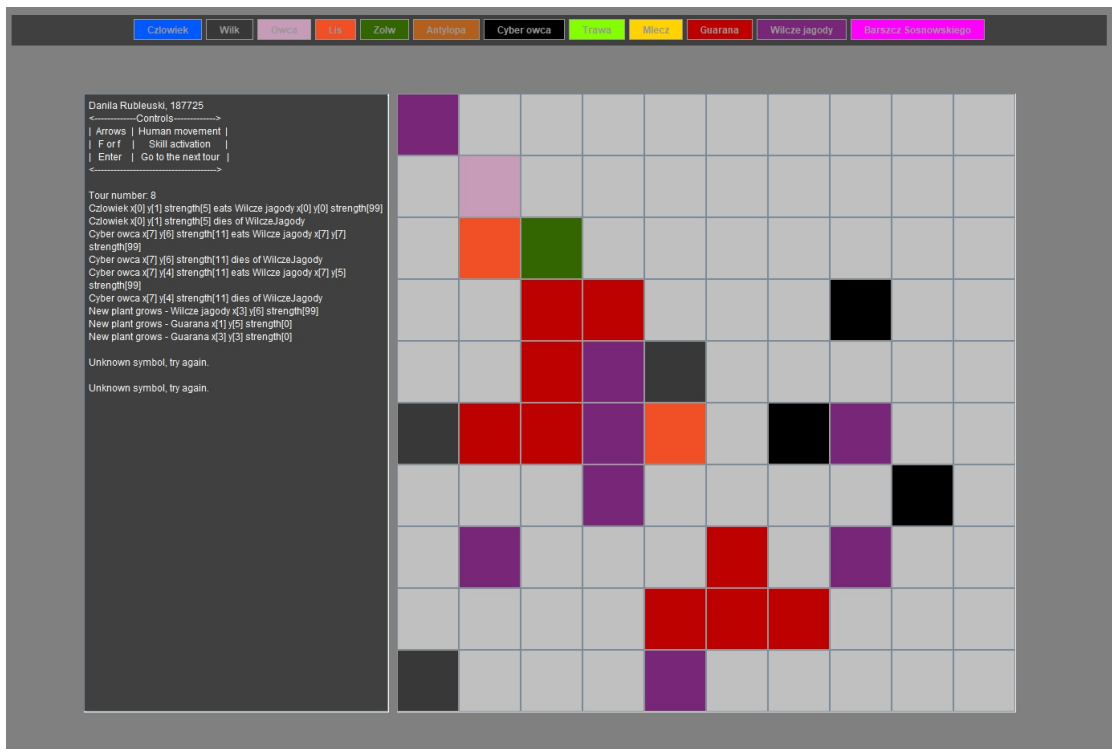 Czlowiek Wilk Owca Lis Zolw Antylopa Cyber owca Trawa Mlecz Guarana Wilcze jagody Barszcz Sosnowskiego
Danila Rubleuski, 187725
<-------------Controls------------->
| Arrows | Human movement |
| F or f | Skill activation |
| Enter | Go to the next tour |
<--------------------------------------->
Tour number: 8
Czlowiek x[0] y[1] strength[5] eats Wilcze jagody x[0] y[0] strength[99]
Czlowiek x[0] y[1] strength[5] dies of WilczeJagody
Cyber owca x[7] y[6] strength[11] eats Wilcze jagody x[7] y[7]
strength[99]
Cyber owca x[7] y[6] strength[11] dies of WilczeJagody
Cyber owca x[7] y[4] strength[11] eats Wilcze jagody x[7] y[5]
strength[99]
Cyber owca x[7] y[4] strength[11] dies of WilczeJagody
New plant grows - Wilcze jagody x[3] y[6] strength[99]
New plant grows - Guarana x[1] y[5] strength[0]
New plant grows - Guarana x[3] y[3] strength[0]
Unknown symbol, try again.
Unknown symbol, try again.